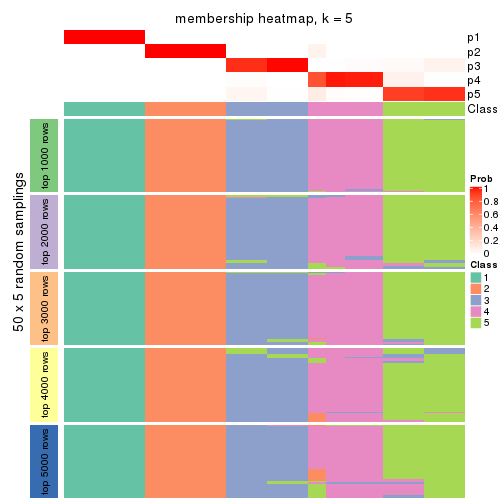 membership heatmap, k = 5
p1
p2
p3
p4
p5
Class
50 x 5 random samplings
top 1000 rows
top 2000 rows
top 3000 rows
top 4000 rows
top 5000 rows
Prob
1
0.8
0.6
0.4
0.2
0
Class
1
2
3
4
5